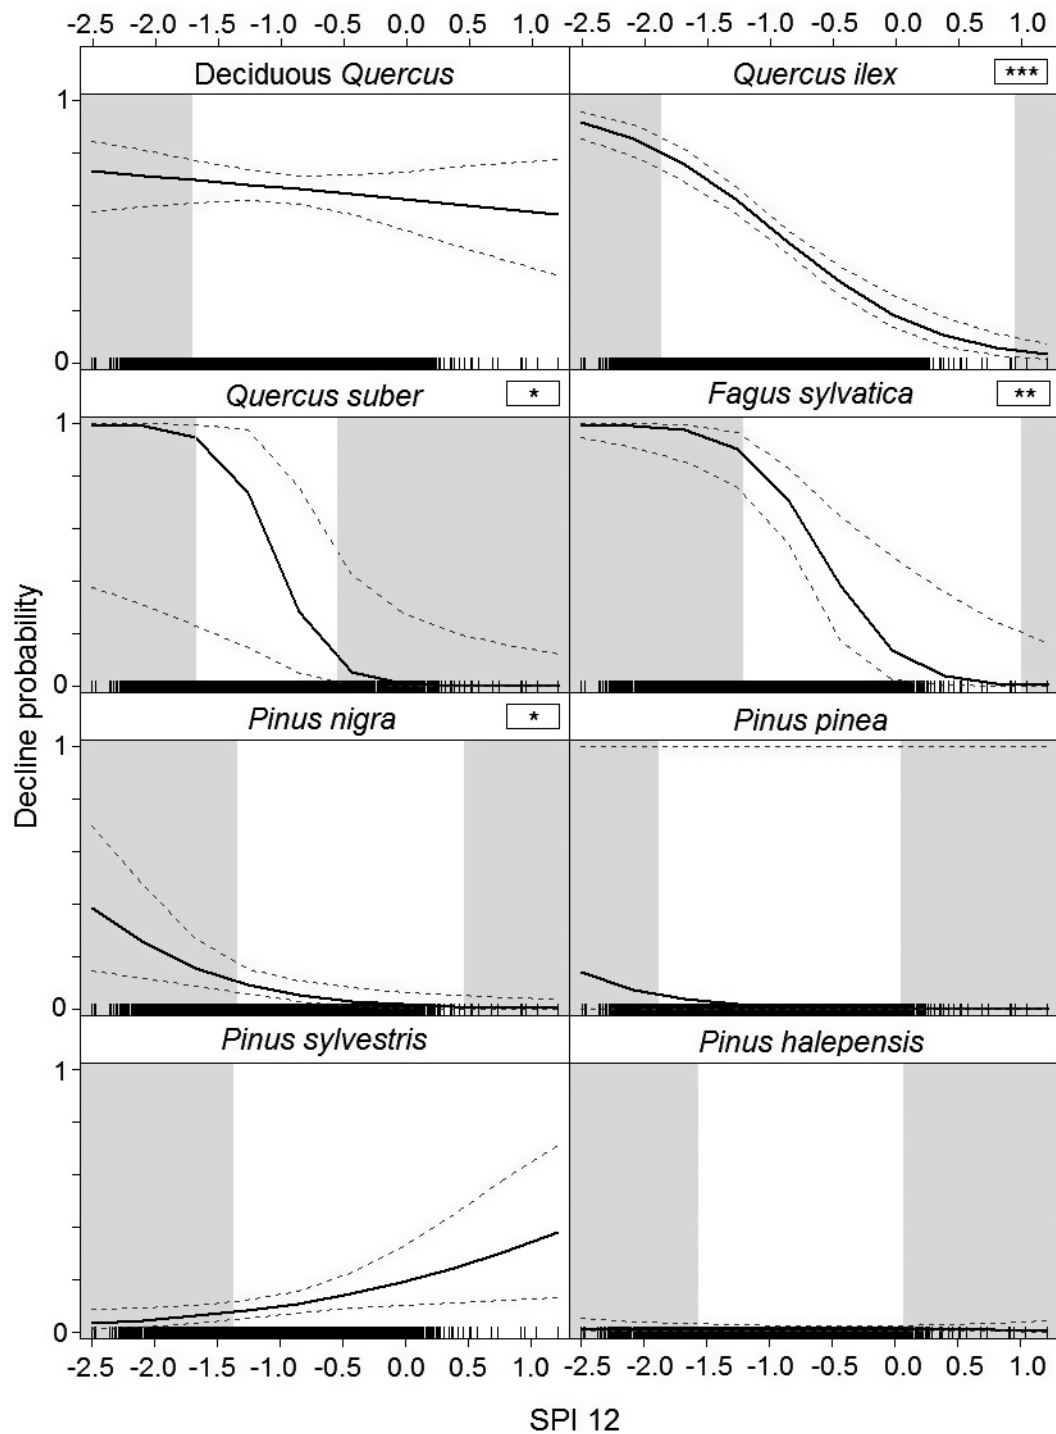 -2.5 -2.0 -1.5 -1.0 -0.5 0.0 0.5 1.0 -2.5 -2.0 -1.5 -1.0 -0.5 0.0 0.5 1.0
Deciduous Quercus
Quercus ilex ***
1
0
Quercus suber *
Fagus sylvatica **
1
0
Pinus nigra *
Pinus pinea
1
0
Pinus sylvestris
Pinus halepensis
1
0
Decline probability
-2.5 -2.0 -1.5 -1.0 -0.5 0.0 0.5 1.0 -2.5 -2.0 -1.5 -1.0 -0.5 0.0 0.5 1.0
SPI 12